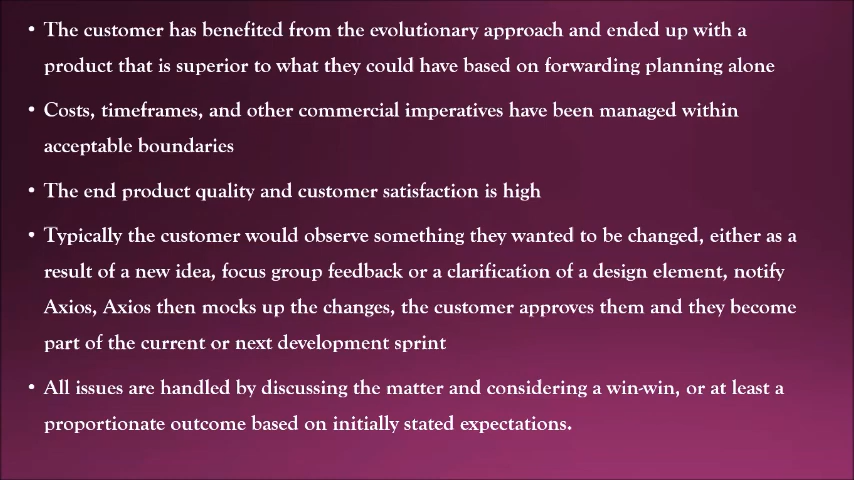 • The customer has benefited from the evolutionary approach and ended up with a
product that is superior to what they could have based on forwarding planning alone
• Costs, timeframes, and other commercial imperatives have been managed within
acceptable boundaries
• The end product quality and customer satisfaction is high
• Typically the customer would observe something they wanted to be changed, either as a
result of a new idea, focus group feedback or a clarification of a design element, notify
Axios, Axios then mocks up the changes, the customer approves them and they become
part of the current or next development sprint
• All issues are handled by discussing the matter and considering a win-win, or at least a
proportionate outcome based on initially stated expectations.